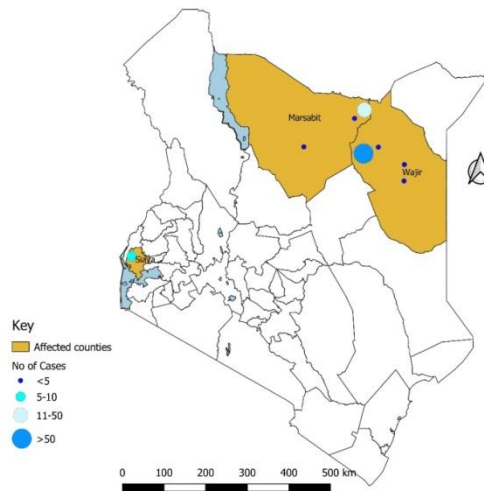 Marsabit
Wajir
Siaya
Key
Affected counties
No of Cases
<5
5-10
11-50
>50
0 100 200 300 400 500 km